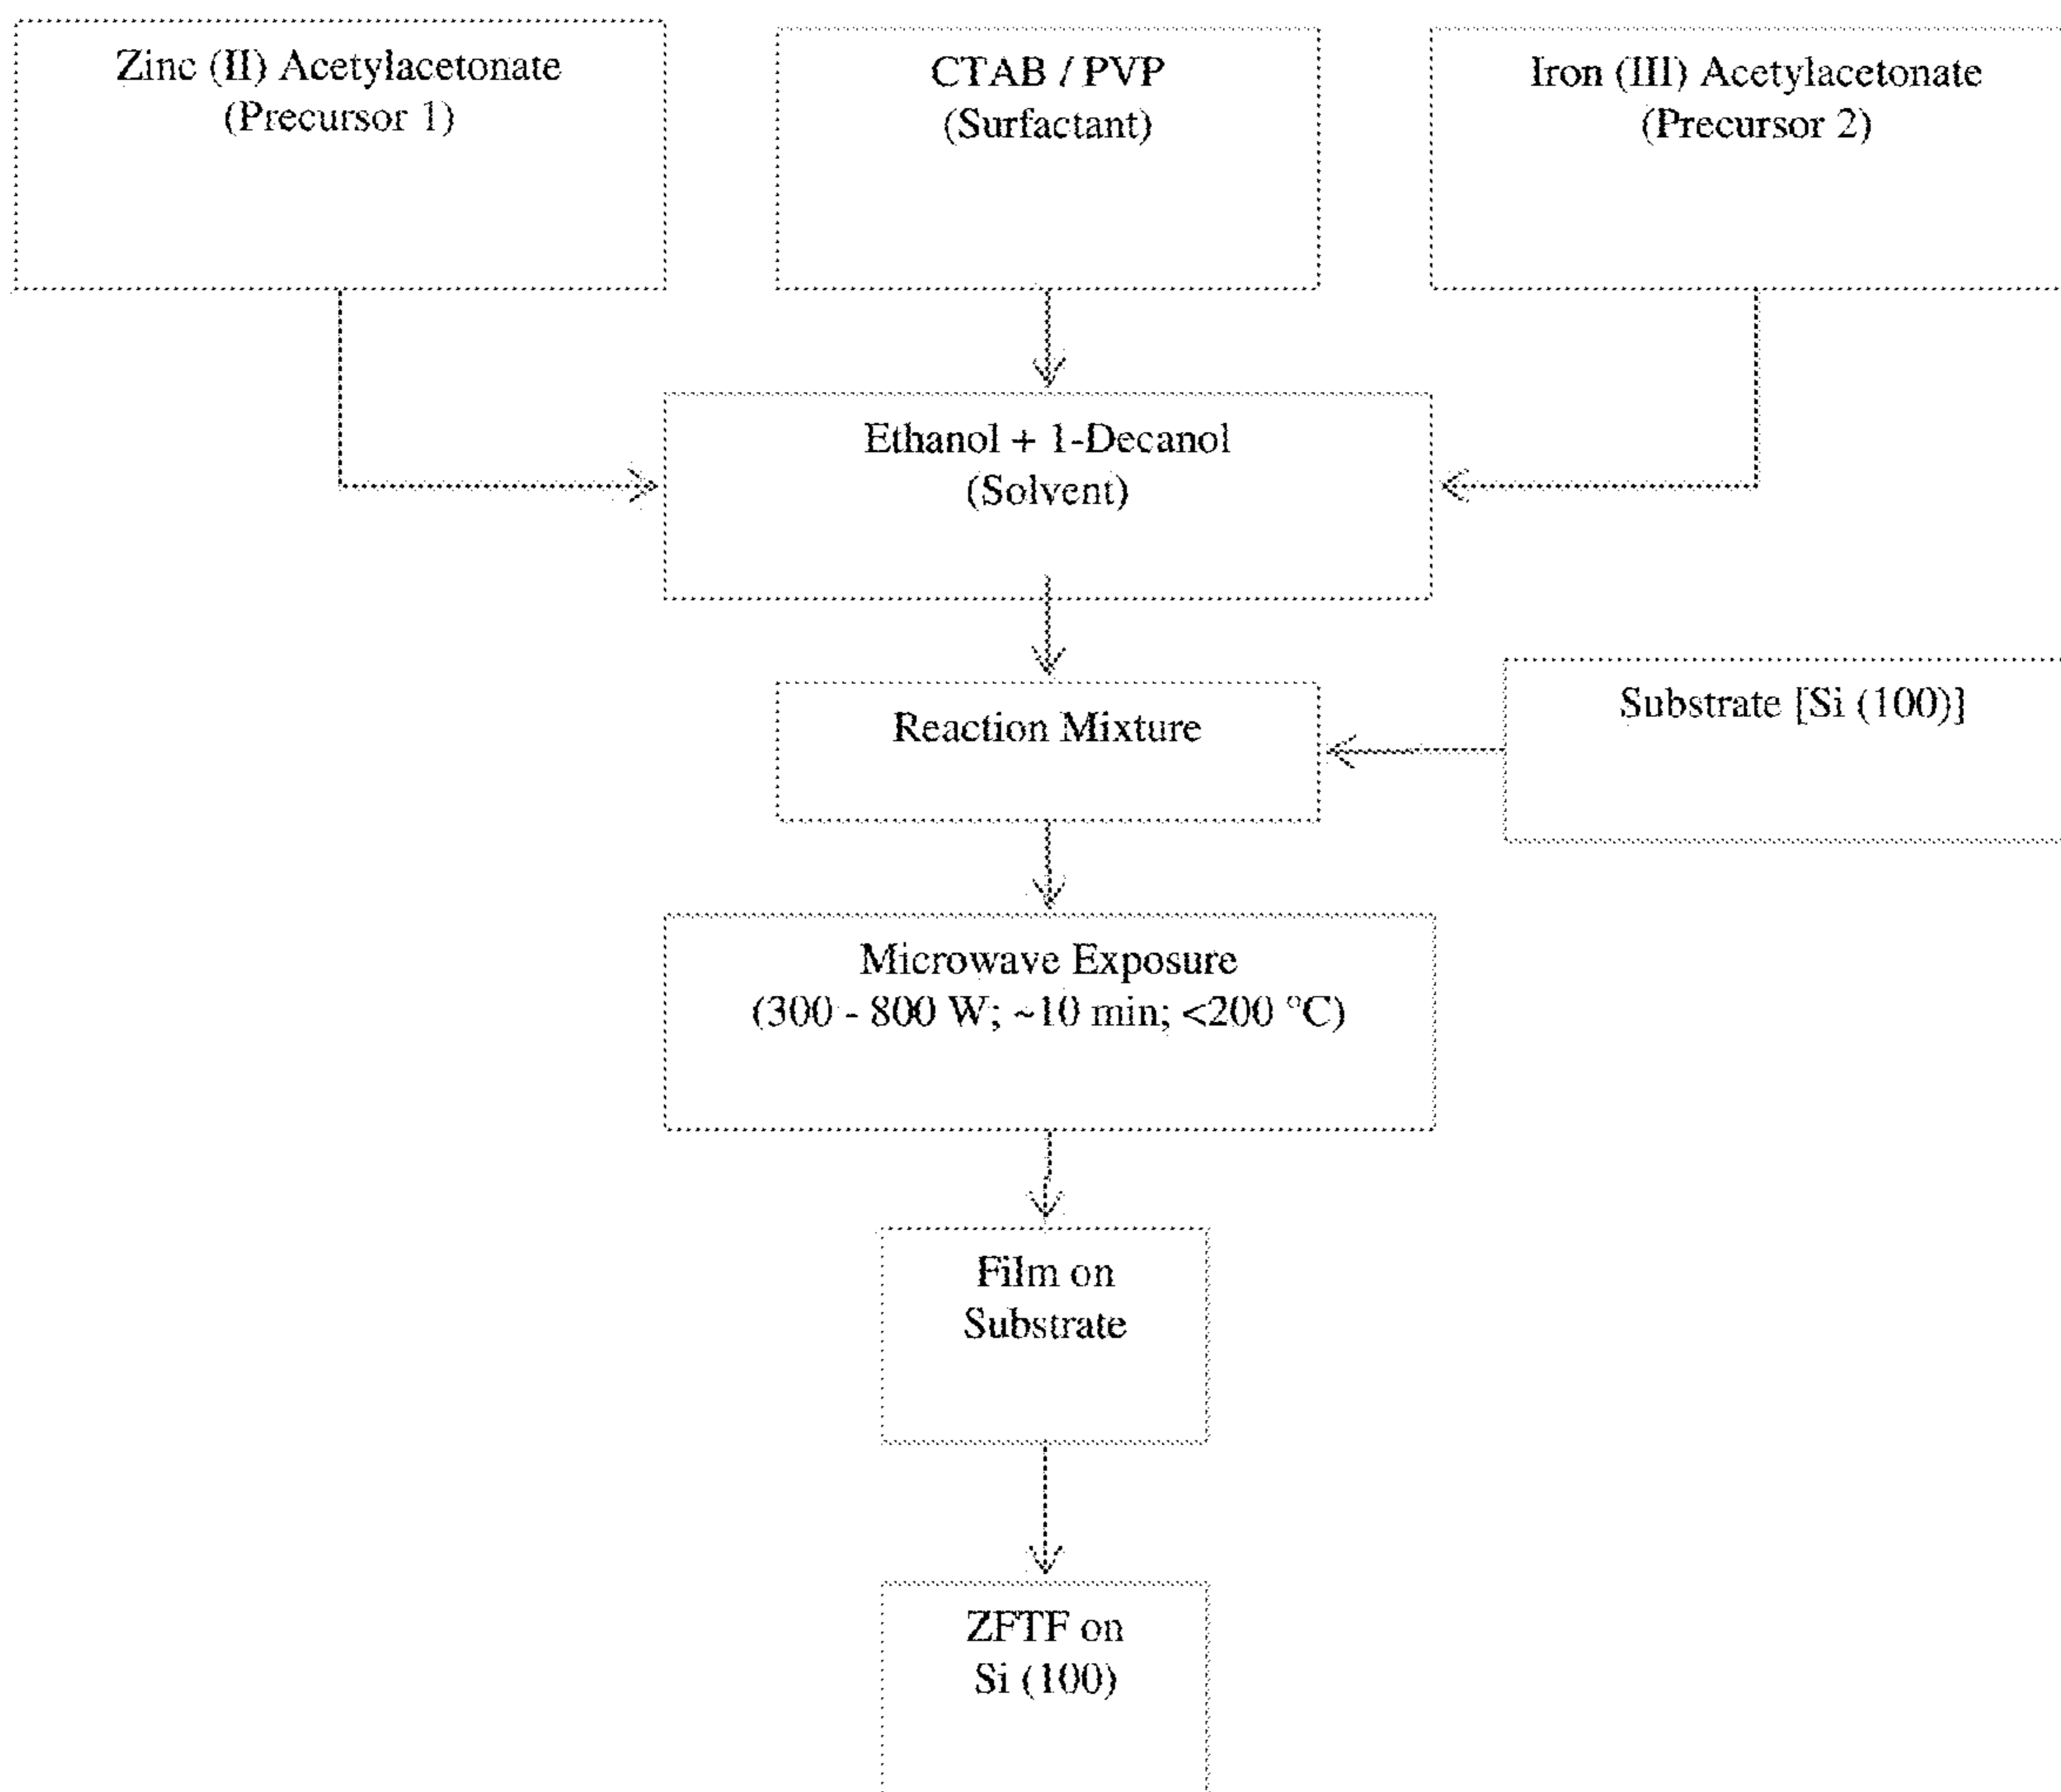 Zinc (II) Acetylacetonate
(Precursor 1)
CTAB / PVP
(Surfactant)
Iron (III) Acetylacetonate
(Precursor 2)
Ethanol + 1-Decanol
(Solvent)
Reaction Mixture
Substrate [Si (100)]
Microwave Exposure
(300 - 800 W; ~10 min; <200 °C)
Film on
Substrate
ZFTF on
Si (100)